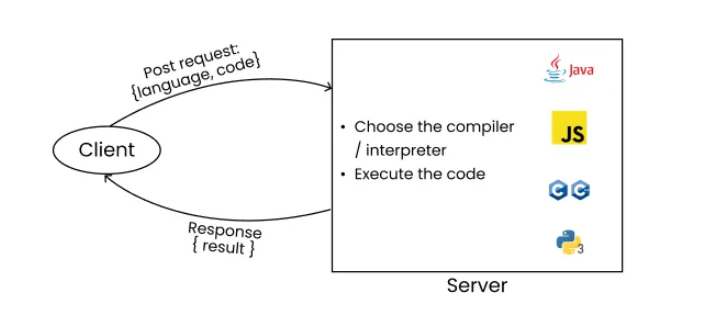 Post request:
{language, code}
Client
Response
{ result }
• Choose the compiler
/ interpreter
• Execute the code
Java
JS
C C
3
Server